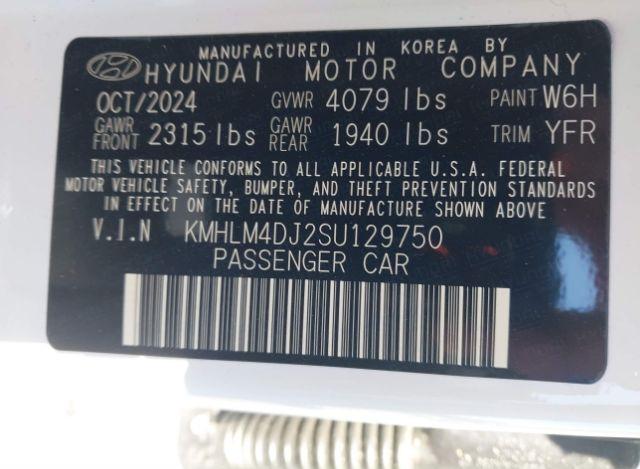 MANUFACTURED IN KOREA BY
HYUNDAI MOTOR COMPANY
OCT/2024 GVWR 4079 lbs PAINT W6H
GAWR FRONT 2315 lbs GAWR REAR 1940 lbs TRIM YFR
THIS VEHICLE CONFORMS TO ALL APPLICABLE U.S.A. FEDERAL
MOTOR VEHICLE SAFETY, BUMPER, AND THEFT PREVENTION STANDARDS
IN EFFECT ON THE DATE OF MANUFACTURE SHOWN ABOVE
V.I.N KMHLM4DJ2SU129750
PASSENGER CAR